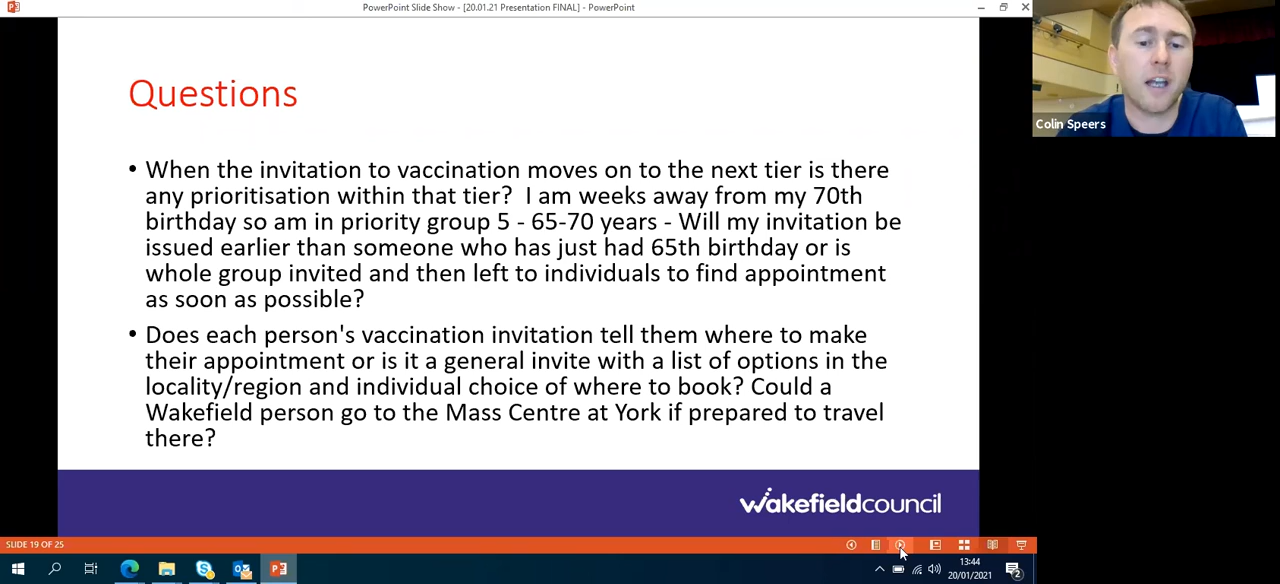 PowerPoint Slide Show - [20.01.21 Presentation FINAL] - PowerPoint
Questions
• When the invitation to vaccination moves on to the next tier is there
any prioritisation within that tier?  I am weeks away from my 70th
birthday so am in priority group 5 - 65-70 years - Will my invitation be
issued earlier than someone who has just had 65th birthday or is
whole group invited and then left to individuals to find appointment
as soon as possible?
• Does each person's vaccination invitation tell them where to make
their appointment or is it a general invite with a list of options in the
locality/region and individual choice of where to book? Could a
Wakefield person go to the Mass Centre at York if prepared to travel
there?
wakefieldcouncil
Colin Speers
SLIDE 19 OF 25
13:44
20/01/2021
2